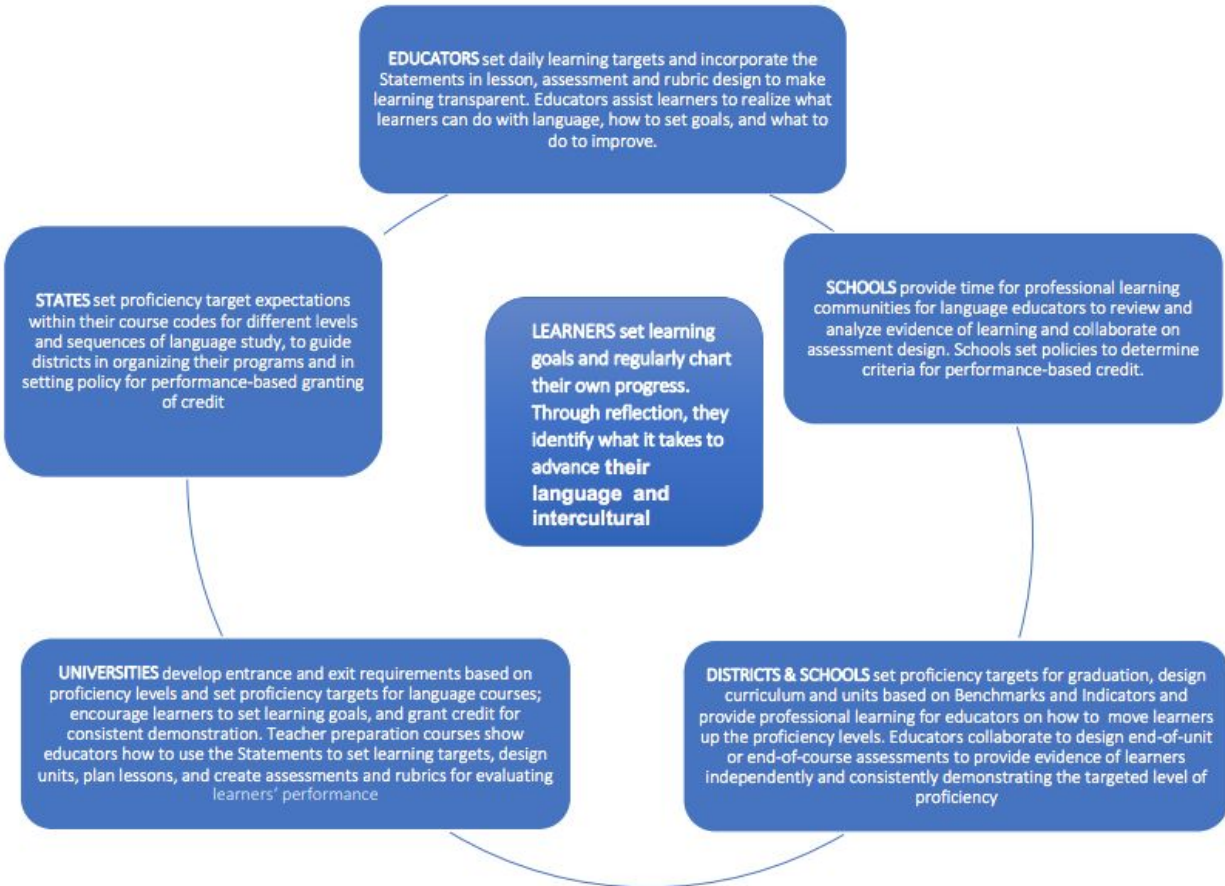 EDUCATORS set daily learning targets and incorporate the
Statements in lesson, assessment and rubric design to make
learning transparent. Educators assist learners to realize what
learners can do with language, how to set goals, and what to
do to improve.
STATES set proficiency target expectations
within their course codes for different levels
and sequences of language study, to guide
districts in organizing their programs and in
setting policy for performance-based granting
of credit
LEARNERS set learning
goals and regularly chart
their own progress.
Through reflection, they
identify what it takes to
advance their
language and
intercultural
SCHOOLS provide time for professional learning
communities for language educators to review and
analyze evidence of learning and collaborate on
assessment design. Schools set policies to determine
criteria for performance-based credit.
UNIVERSITIES develop entrance and exit requirements based on
proficiency levels and set proficiency targets for language courses;
encourage learners to set learning goals, and grant credit for
consistent demonstration. Teacher preparation courses show
educators how to use the Statements to set learning targets, design
units, plan lessons, and create assessments and rubrics for evaluating
learners' performance
DISTRICTS & SCHOOLS set proficiency targets for graduation, design
curriculum and units based on Benchmarks and Indicators and
provide professional learning for educators on how to move learners
up the proficiency levels. Educators collaborate to design end-of-unit
or end-of-course assessments to provide evidence of learners
independently and consistently demonstrating the targeted level of
proficiency